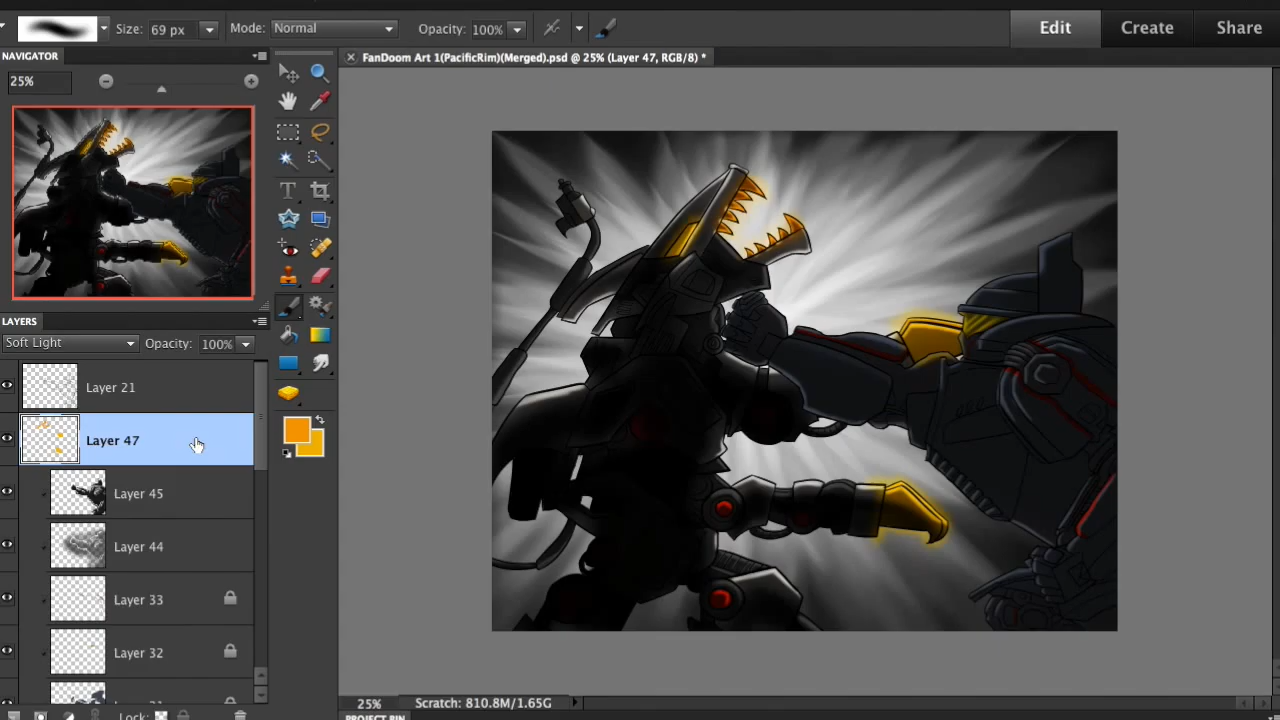 Size: 69 px Mode: Normal Opacity: 100% Edit Create Share
NAVIGATOR
FanDoom Art 1(PacificRim)(Merged).psd @ 25% (Layer 47, RGB/8) *
25%
LAYERS
Soft Light Opacity: 100%
Layer 21
Layer 47
Layer 45
Layer 44
Layer 33
Layer 32
25% Scratch: 810.8M/1.65G
Lock:
PROJECT BIN